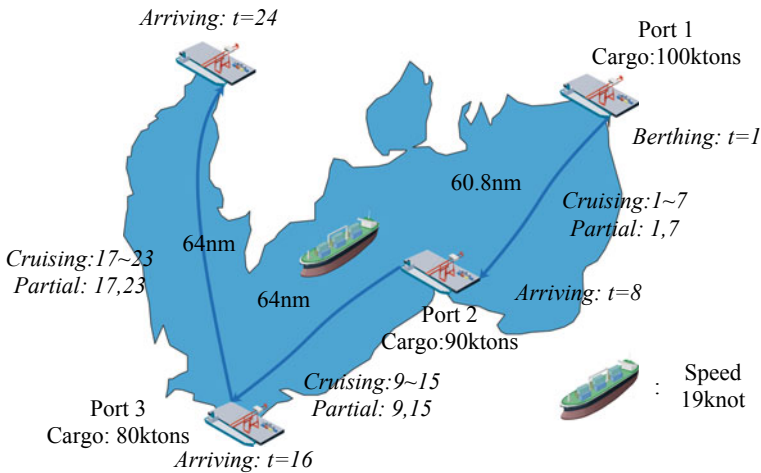 Arriving: t=24
Port 1
Cargo:100ktons
Berthing: t=1
60.8nm
Cruising:1~7
Partial: 1,7
64nm
Cruising:17~23
Partial: 17,23
64nm
Arriving: t=8
Port 2
Cargo:90ktons
Cruising:9~15
Partial: 9,15
Port 3
Cargo: 80ktons
Arriving: t=16
: Speed
19knot